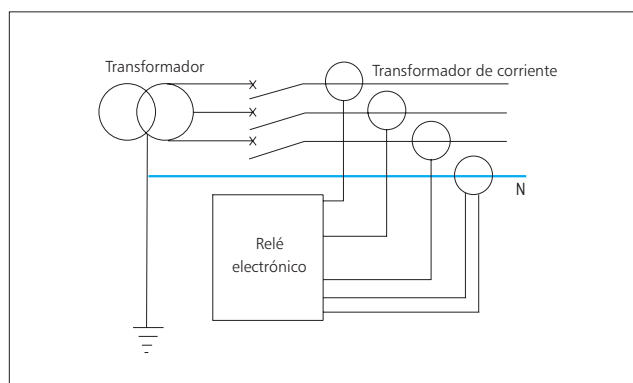 Transformador
Transformador de corriente
N
Relé
electrónico